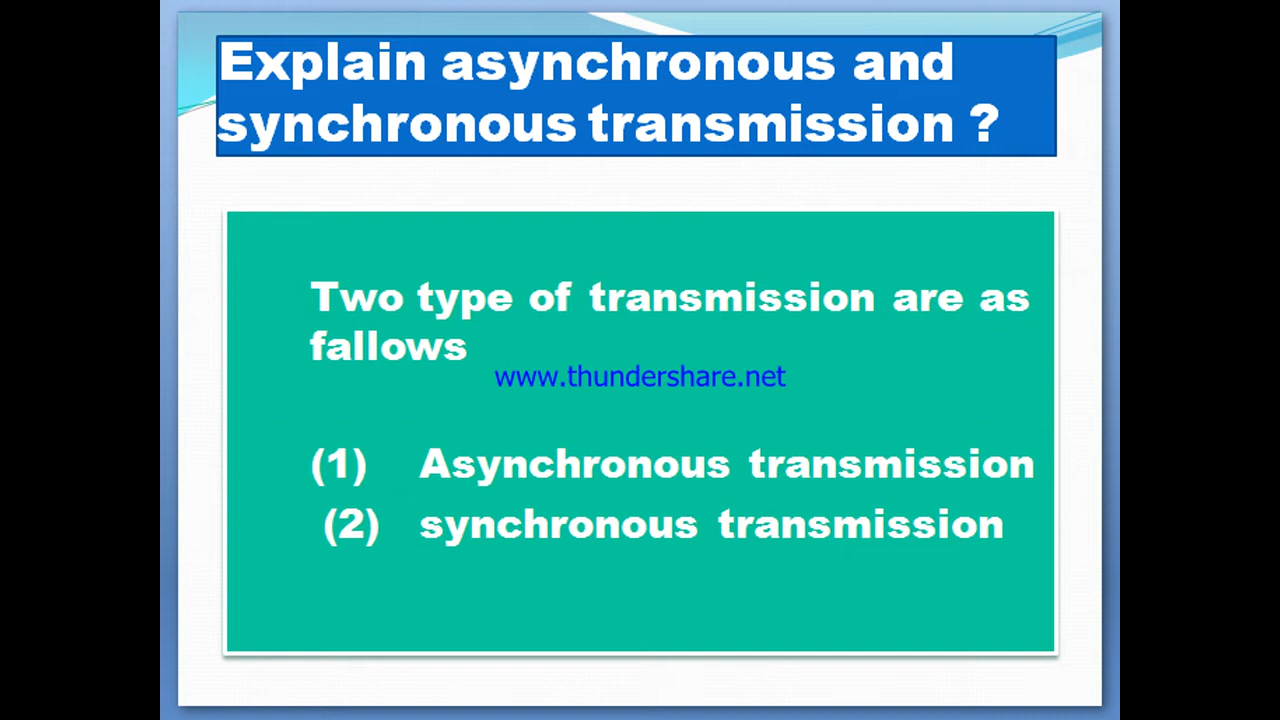 Explain asynchronous and
synchronous transmission ?
Two type of transmission are as
fallows
www.thundershare.net
(1) Asynchronous transmission
(2) synchronous transmission